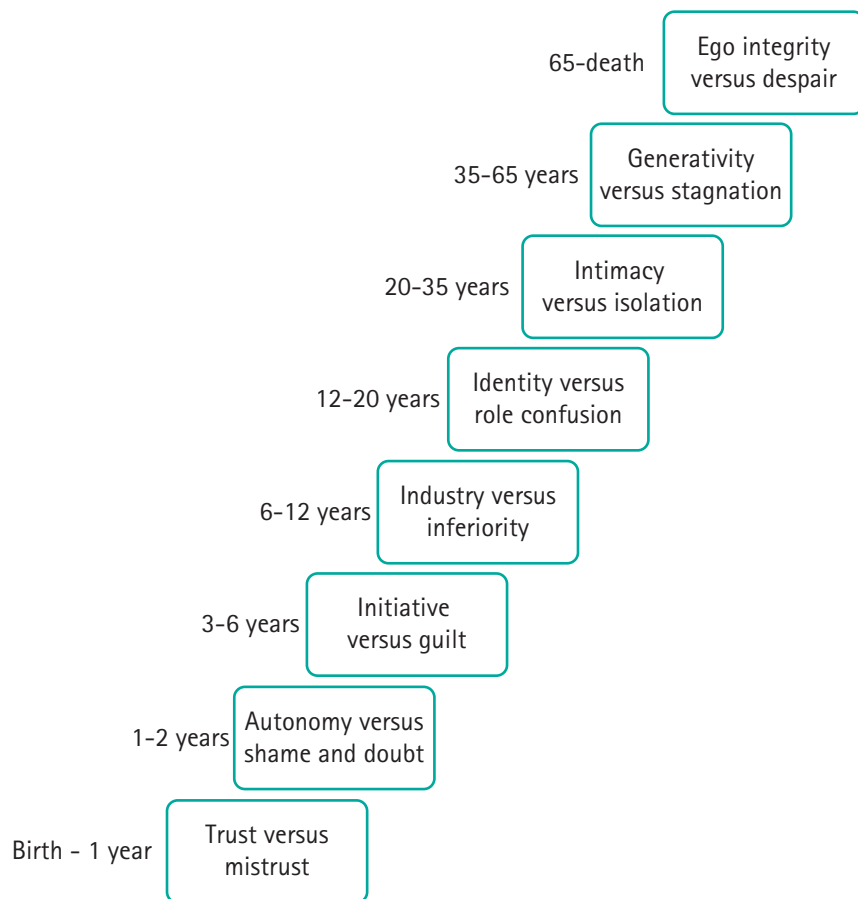 65-death
Ego integrity
versus despair
35-65 years
Generativity
versus stagnation
20-35 years
Intimacy
versus isolation
12-20 years
Identity versus
role confusion
6-12 years
Industry versus
inferiority
3-6 years
Initiative
versus guilt
1-2 years
Autonomy versus
shame and doubt
Birth - 1 year
Trust versus
mistrust